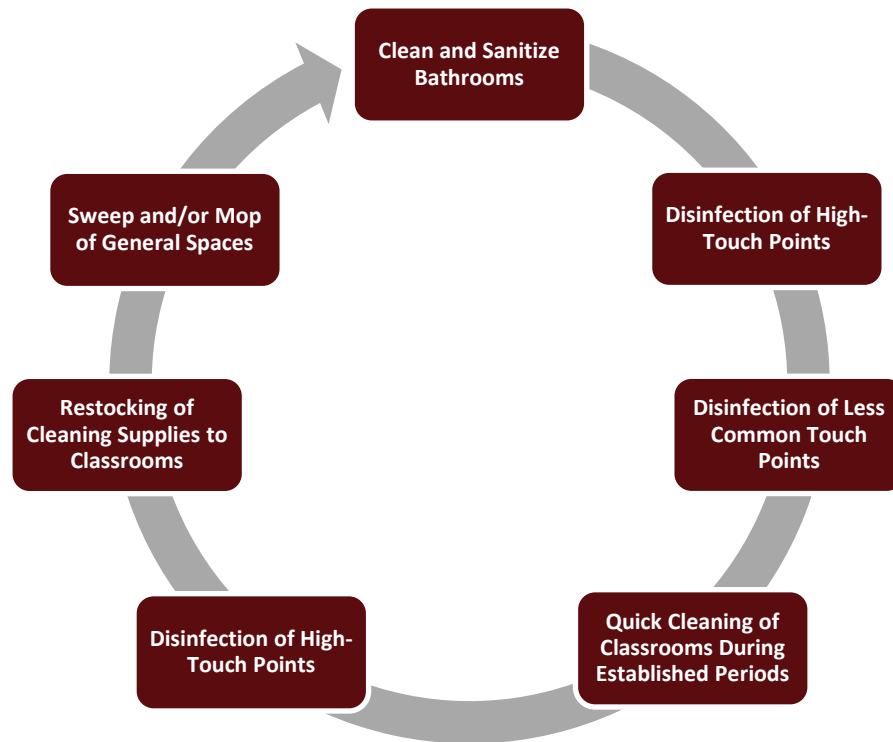 Clean and Sanitize
Bathrooms
Disinfection of High-
Touch Points
Disinfection of Less
Common Touch
Points
Quick Cleaning of
Classrooms During
Established Periods
Disinfection of High-
Touch Points
Restocking of
Cleaning Supplies to
Classrooms
Sweep and/or Mop
of General Spaces